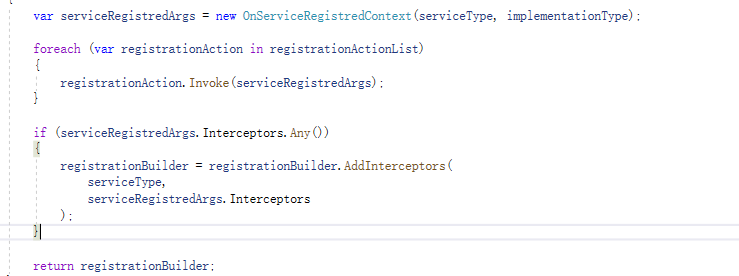 var serviceRegistredArgs = new OnServiceRegistredContext(serviceType, implementationType);
foreach (var registrationAction in registrationActionList)
{
registrationAction.Invoke(serviceRegistredArgs);
}
if (serviceRegistredArgs.Interceptors.Any())
{
registrationBuilder = registrationBuilder.AddInterceptors(
serviceType,
serviceRegistredArgs.Interceptors
);
}
return registrationBuilder;